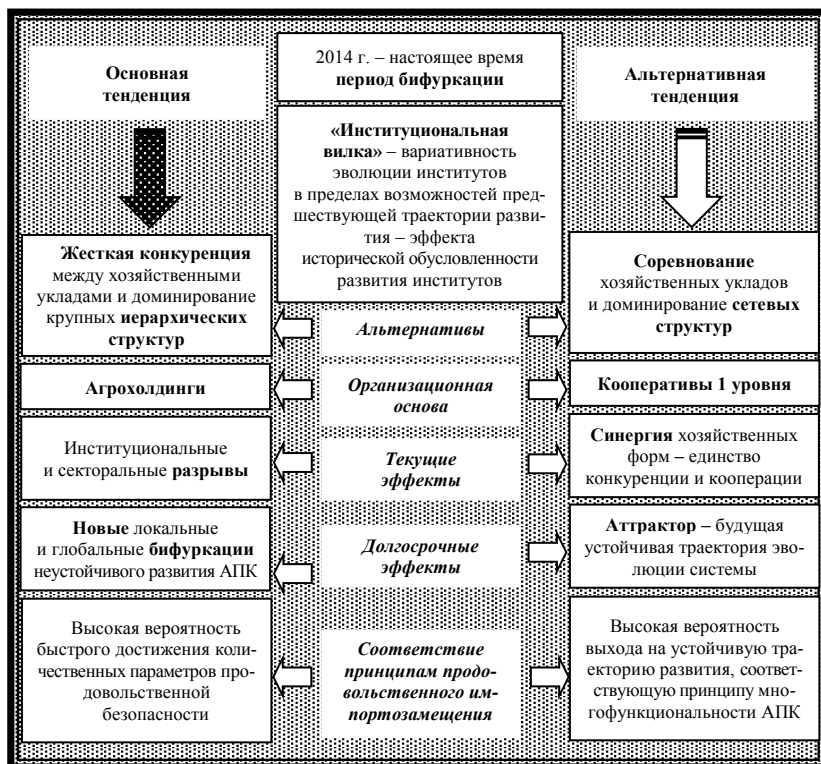 Основная
тенденция
2014 г. – настоящее время
период бифуркации
Альтернативная
тенденция
«Институциональная
вилка» – вариативность
эволюции институтов
в пределах возможностей пред-
шествующей траектории разви-
тия – эффекта
исторической обусловленности
развития институтов
Жесткая конкуренция
между хозяйственными
укладами и доминирование
крупных иерархических
структур
Альтернативы
Соревнование
хозяйственных укладов
и доминирование сетевых
структур
Агрохолдинги
Организационная
основа
Кооперативы 1 уровня
Институциональные
и секторальные разрывы
Текущие
эффекты
Синергия хозяйственных
форм – единство
конкуренции и кооперации
Новые локальные
и глобальные бифуркации
неустойчивого развития АПК
Долгосрочные
эффекты
Аттрактор – будущая
устойчивая траектория эво-
люции системы
Высокая вероятность
быстрого достижения коли-
чественных параметров про-
довольственной
безопасности
Соответствие
принципам продо-
вольственного им-
портозамещения
Высокая вероятность
выхода на устойчивую тра-
екторию развития, соответ-
ствующую принципу мно-
гофункциональности АПК